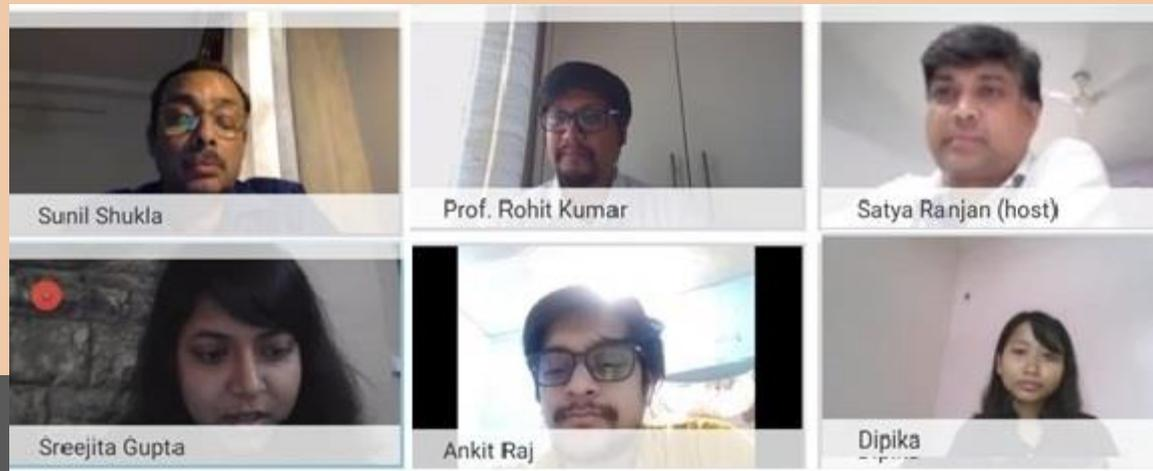 Sunil Shukla
Prof. Rohit Kumar
Satya Ranjan (host)
Sreejita Gupta
Ankit Raj
Dipika